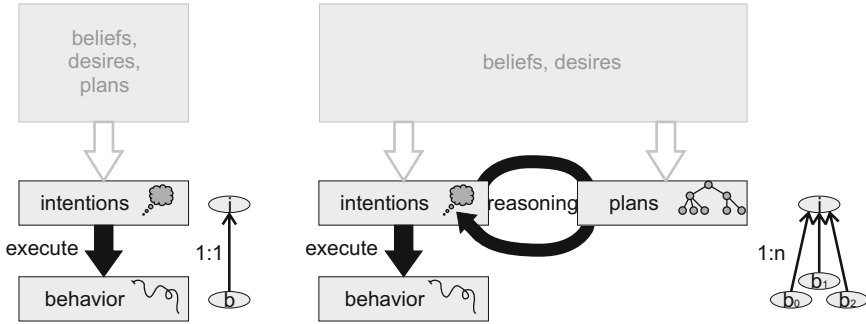 beliefs,
desires,
plans
intentions
execute
1:1
i
behavior
b
beliefs, desires
intentions
reasoning
plans
execute
behavior
i
1:n
b1
b0
b2